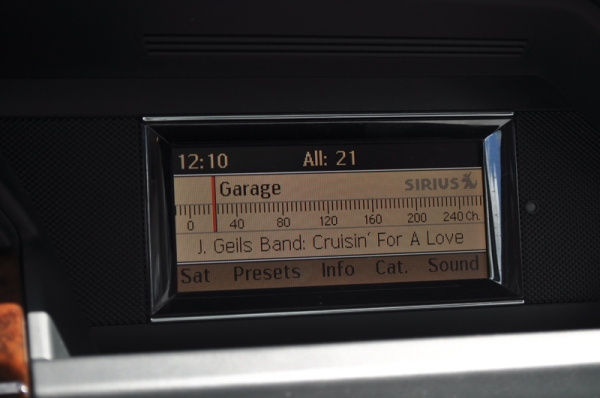 12:10 All: 21
Garage SIRIUS
0 40 80 120 160 200 240 Ch.
J. Geils Band: Cruisin' For A Love
Sat Presets Info Cat. Sound